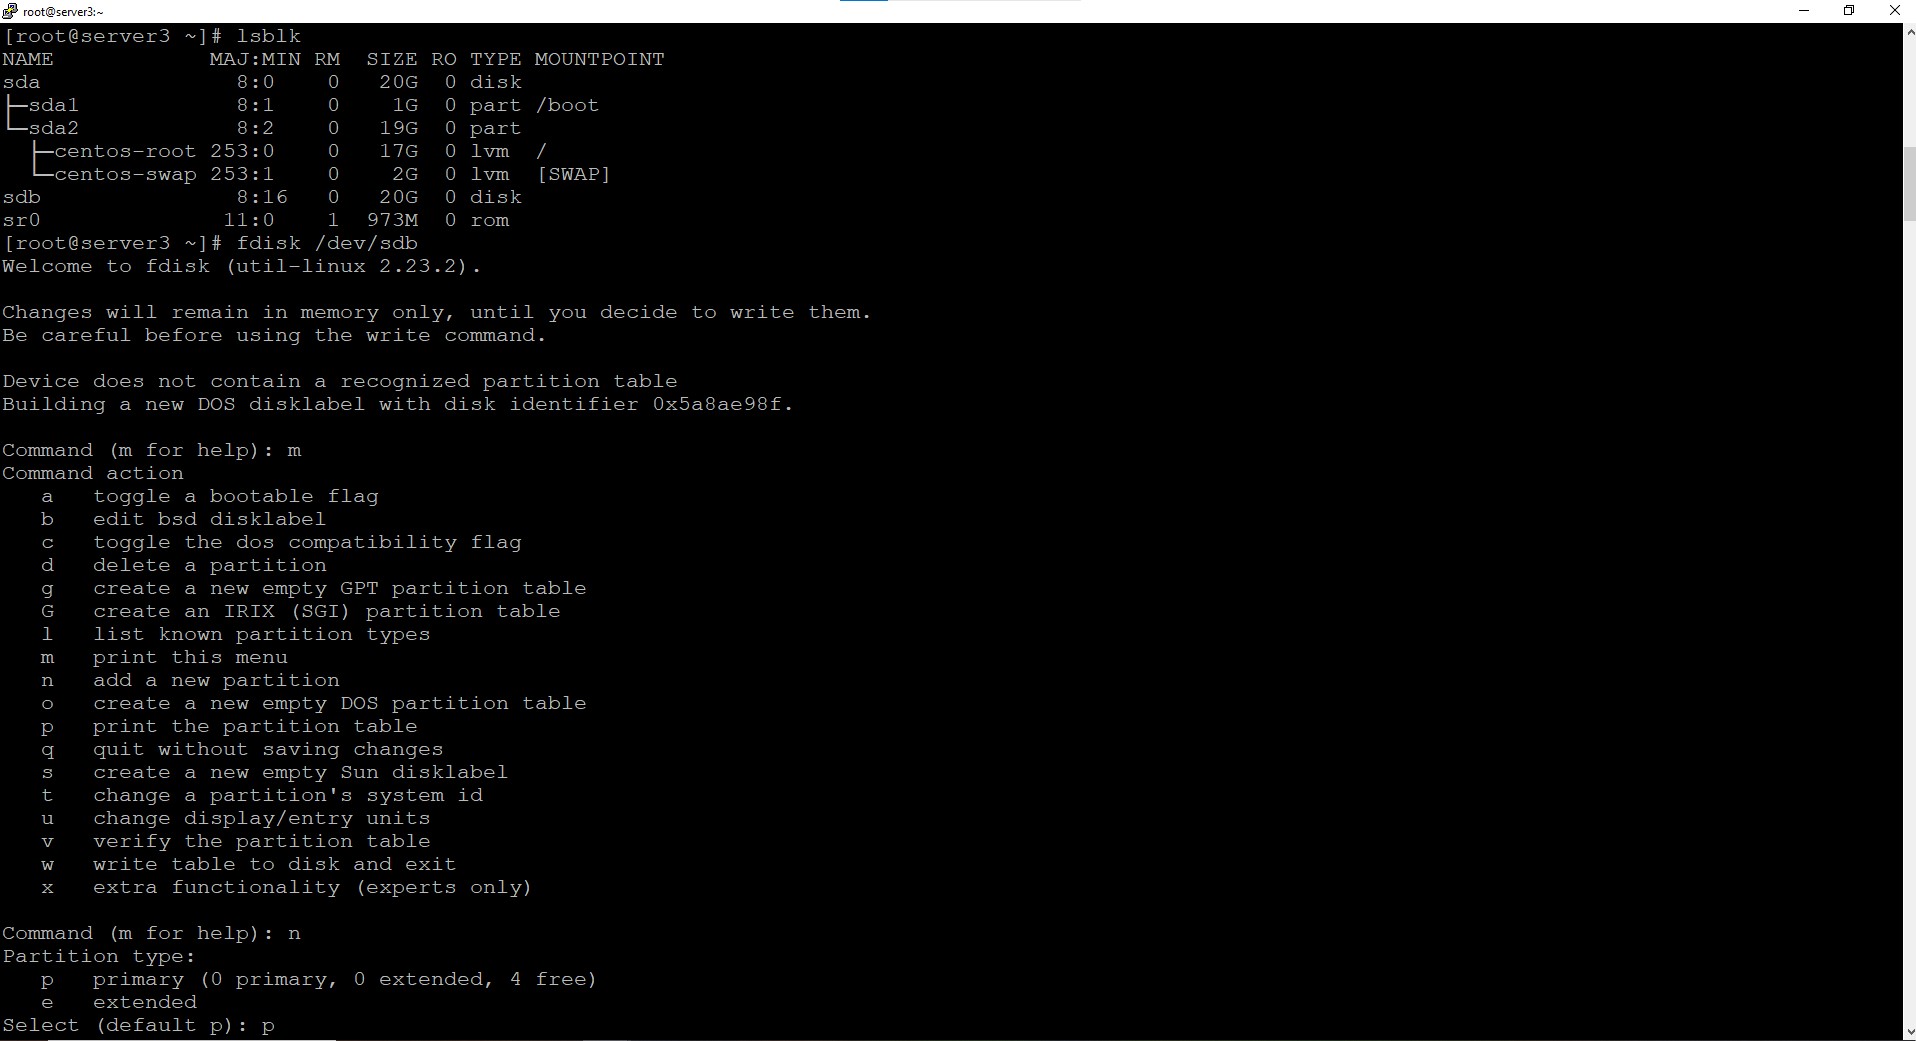 root@server3:~
[root@server3 ~]# lsblk
NAME            MAJ:MIN RM  SIZE RO TYPE MOUNTPOINT
sda               8:0    0   20G  0 disk
├─sda1            8:1    0    1G  0 part /boot
└─sda2            8:2    0   19G  0 part
  ├─centos-root 253:0    0   17G  0 lvm  /
  └─centos-swap 253:1    0    2G  0 lvm  [SWAP]
sdb               8:16   0   20G  0 disk
sr0              11:0    1  973M  0 rom
[root@server3 ~]# fdisk /dev/sdb
Welcome to fdisk (util-linux 2.23.2).
Changes will remain in memory only, until you decide to write them.
Be careful before using the write command.
Device does not contain a recognized partition table
Building a new DOS disklabel with disk identifier 0x5a8ae98f.
Command (m for help): m
Command action
   a   toggle a bootable flag
   b   edit bsd disklabel
   c   toggle the dos compatibility flag
   d   delete a partition
   g   create a new empty GPT partition table
   G   create an IRIX (SGI) partition table
   l   list known partition types
   m   print this menu
   n   add a new partition
   o   create a new empty DOS partition table
   p   print the partition table
   q   quit without saving changes
   s   create a new empty Sun disklabel
   t   change a partition's system id
   u   change display/entry units
   v   verify the partition table
   w   write table to disk and exit
   x   extra functionality (experts only)
Command (m for help): n
Partition type:
   p   primary (0 primary, 0 extended, 4 free)
   e   extended
Select (default p): p